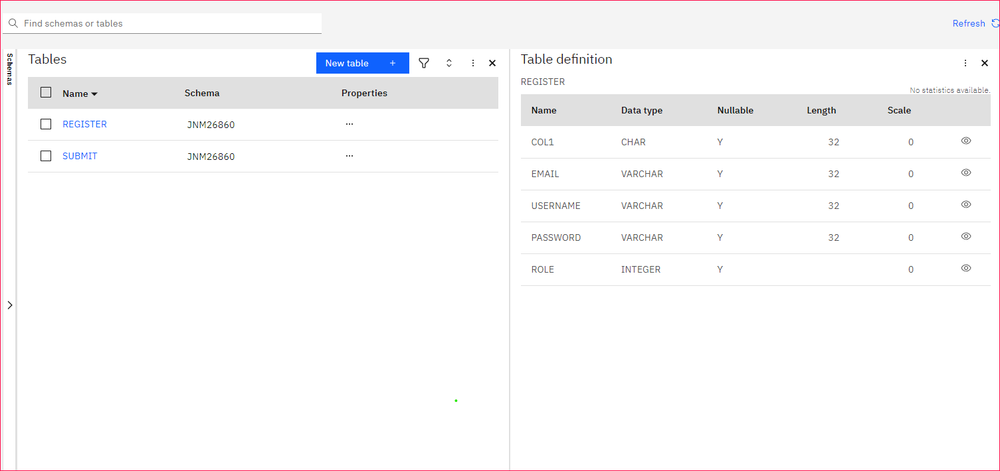 Find schemas or tables
Refresh
Schemas
Tables
New table +
Name Schema Properties
REGISTER JNM26860 ...
SUBMIT JNM26860 ...
Table definition
REGISTER
No statistics available.
Name Data type Nullable Length Scale
COL1 CHAR Y 32 0
EMAIL VARCHAR Y 32 0
USERNAME VARCHAR Y 32 0
PASSWORD VARCHAR Y 32 0
ROLE INTEGER Y 0